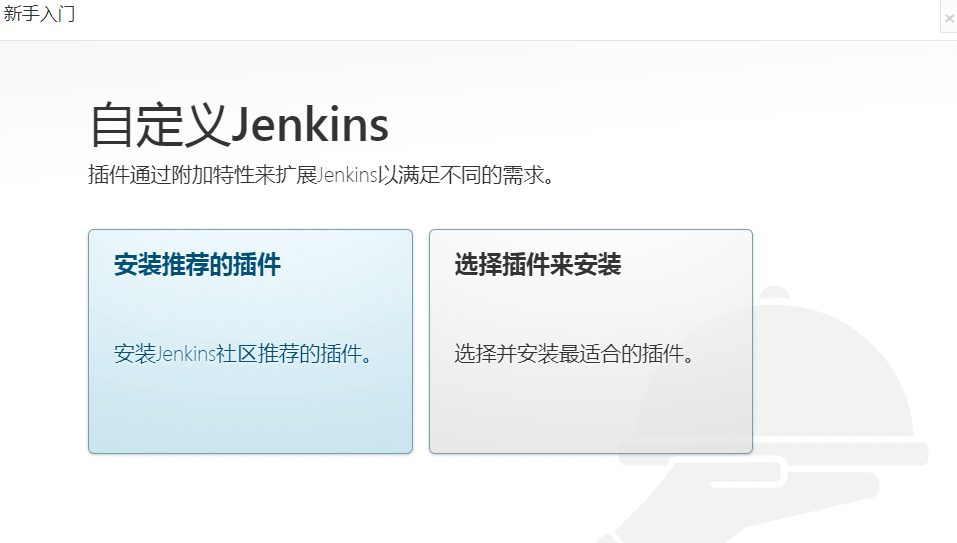 新手入门
自定义Jenkins
插件通过附加特性来扩展Jenkins以满足不同的需求。
安装推荐的插件
安装Jenkins社区推荐的插件。
选择插件来安装
选择并安装最适合的插件。